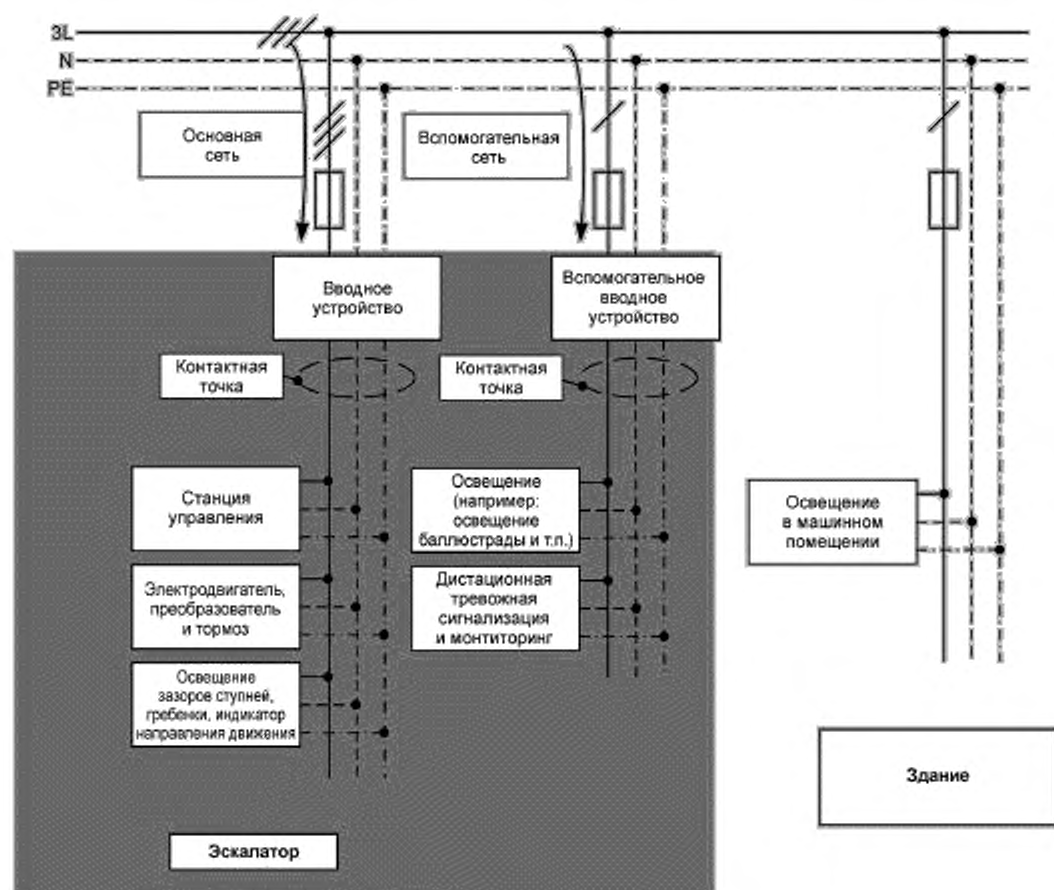 3L
N
PE
Основная
сеть
Вспомогательная
сеть
Вводное
устройство
Вспомогательное
вводное
устройство
Контактная
точка
Контактная
точка
Станция
управления
Освещение
(например:
освещение
баллюстрады и т.п.)
Освещение
в машинном
помещении
Электродвигатель,
преобразователь
и тормоз
Дистационная
тревожная
сигнализация
и монтиторинг
Освещение
зазоров ступней,
гребенки, индикатор
направления движения
Здание
Эскалатор